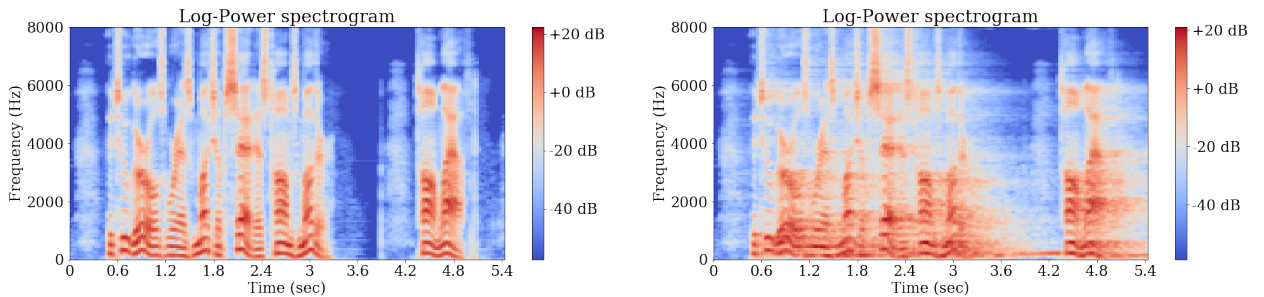 Log-Power spectrogram
Frequency (Hz)
8000
6000
4000
2000
0
0 0.6 1.2 1.8 2.4 3 3.6 4.2 4.8 5.4
Time (sec)
+20 dB
+0 dB
-20 dB
-40 dB
Log-Power spectrogram
Frequency (Hz)
8000
6000
4000
2000
0
0 0.6 1.2 1.8 2.4 3 3.6 4.2 4.8 5.4
Time (sec)
+20 dB
+0 dB
-20 dB
-40 dB